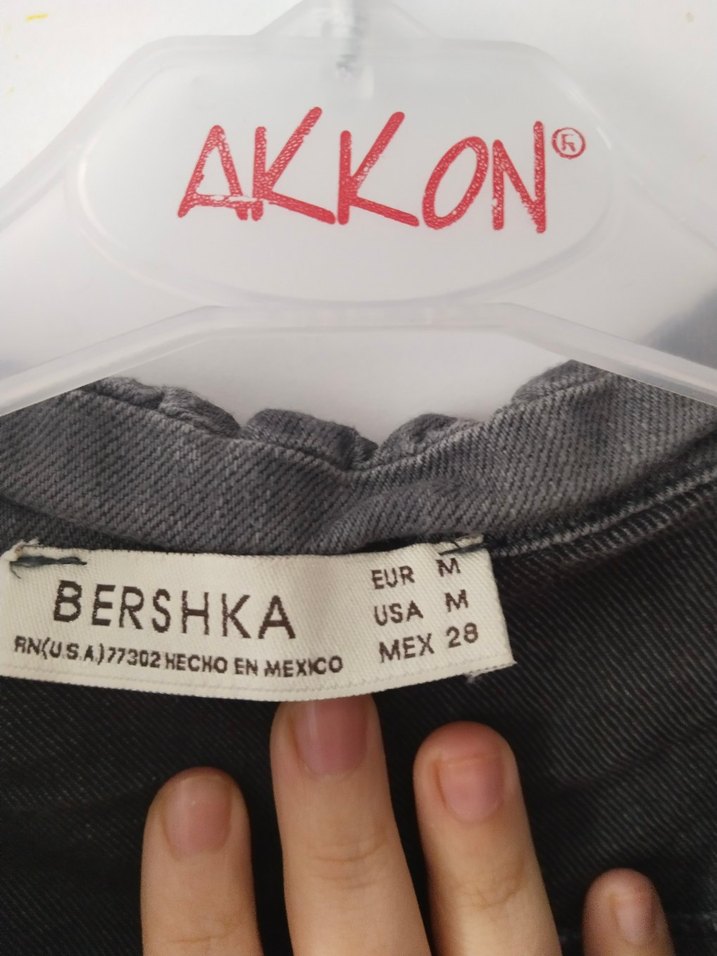 AKKON®
BERSHKA
RN(U.S.A.)77302 HECHO EN MEXICO
EUR M
USA M
MEX 28